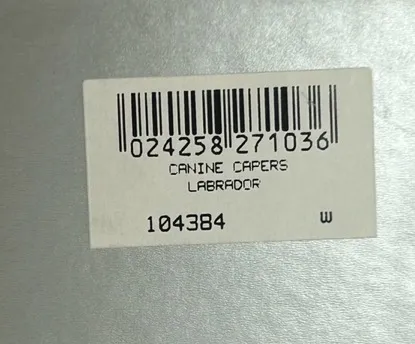 024258 271036
CANINE CAPERS
LABRADOR
104384 W